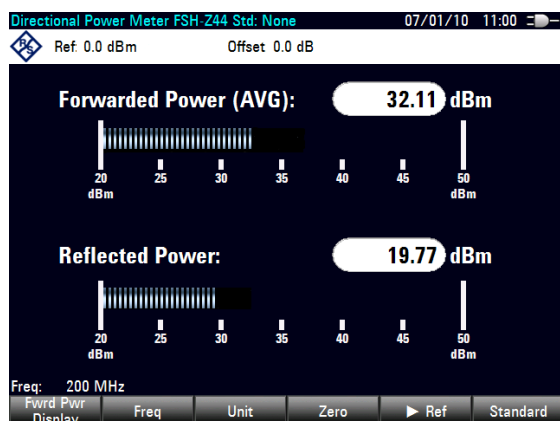 Directional Power Meter FSH-Z44 Std: None 07/01/10 11:00
Ref: 0.0 dBm Offset 0.0 dB
Forwarded Power (AVG): 32.11 dBm
20 25 30 35 40 45 50
dBm dBm
Reflected Power: 19.77 dBm
20 25 30 35 40 45 50
dBm dBm
Freq: 200 MHz
Fwrd Pwr
Display Freq Unit Zero ► Ref Standard